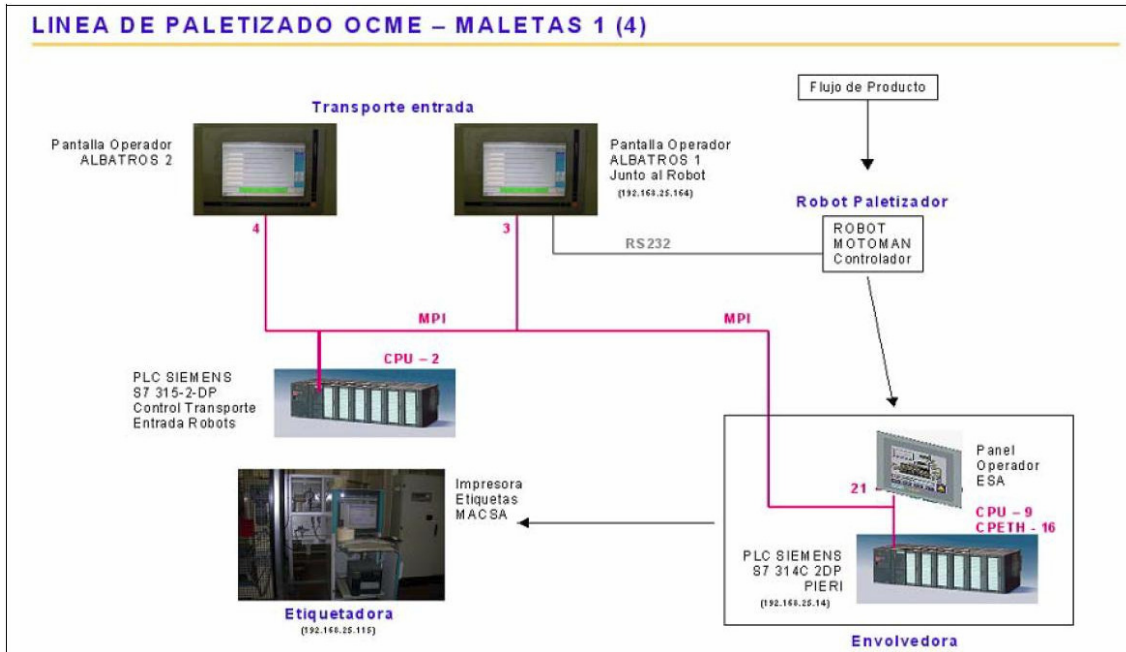 LINEA DE PALETIZADO OCME – MALETAS 1 (4)
Transporte entrada
Flujo de Producto
Pantalla Operador
ALBATROS 2
Pantalla Operador
ALBATROS 1
Junto al Robot
(192.168.25.164)
Robot Paletizador
ROBOT
MOTOMAN
Controlador
4
3
RS232
MPI
MPI
CPU – 2
PLC SIEMENS
S7 315-2-DP
Control Transporte
Entrada Robots
Panel
Operador
ESA
21
CPU – 9
CPETH - 16
Impresora
Etiquetas
MACSA
PLC SIEMENS
S7 314C 2DP
PIERI
(192.168.25.14)
Etiquetadora
(192.168.25.115)
Envolvedora